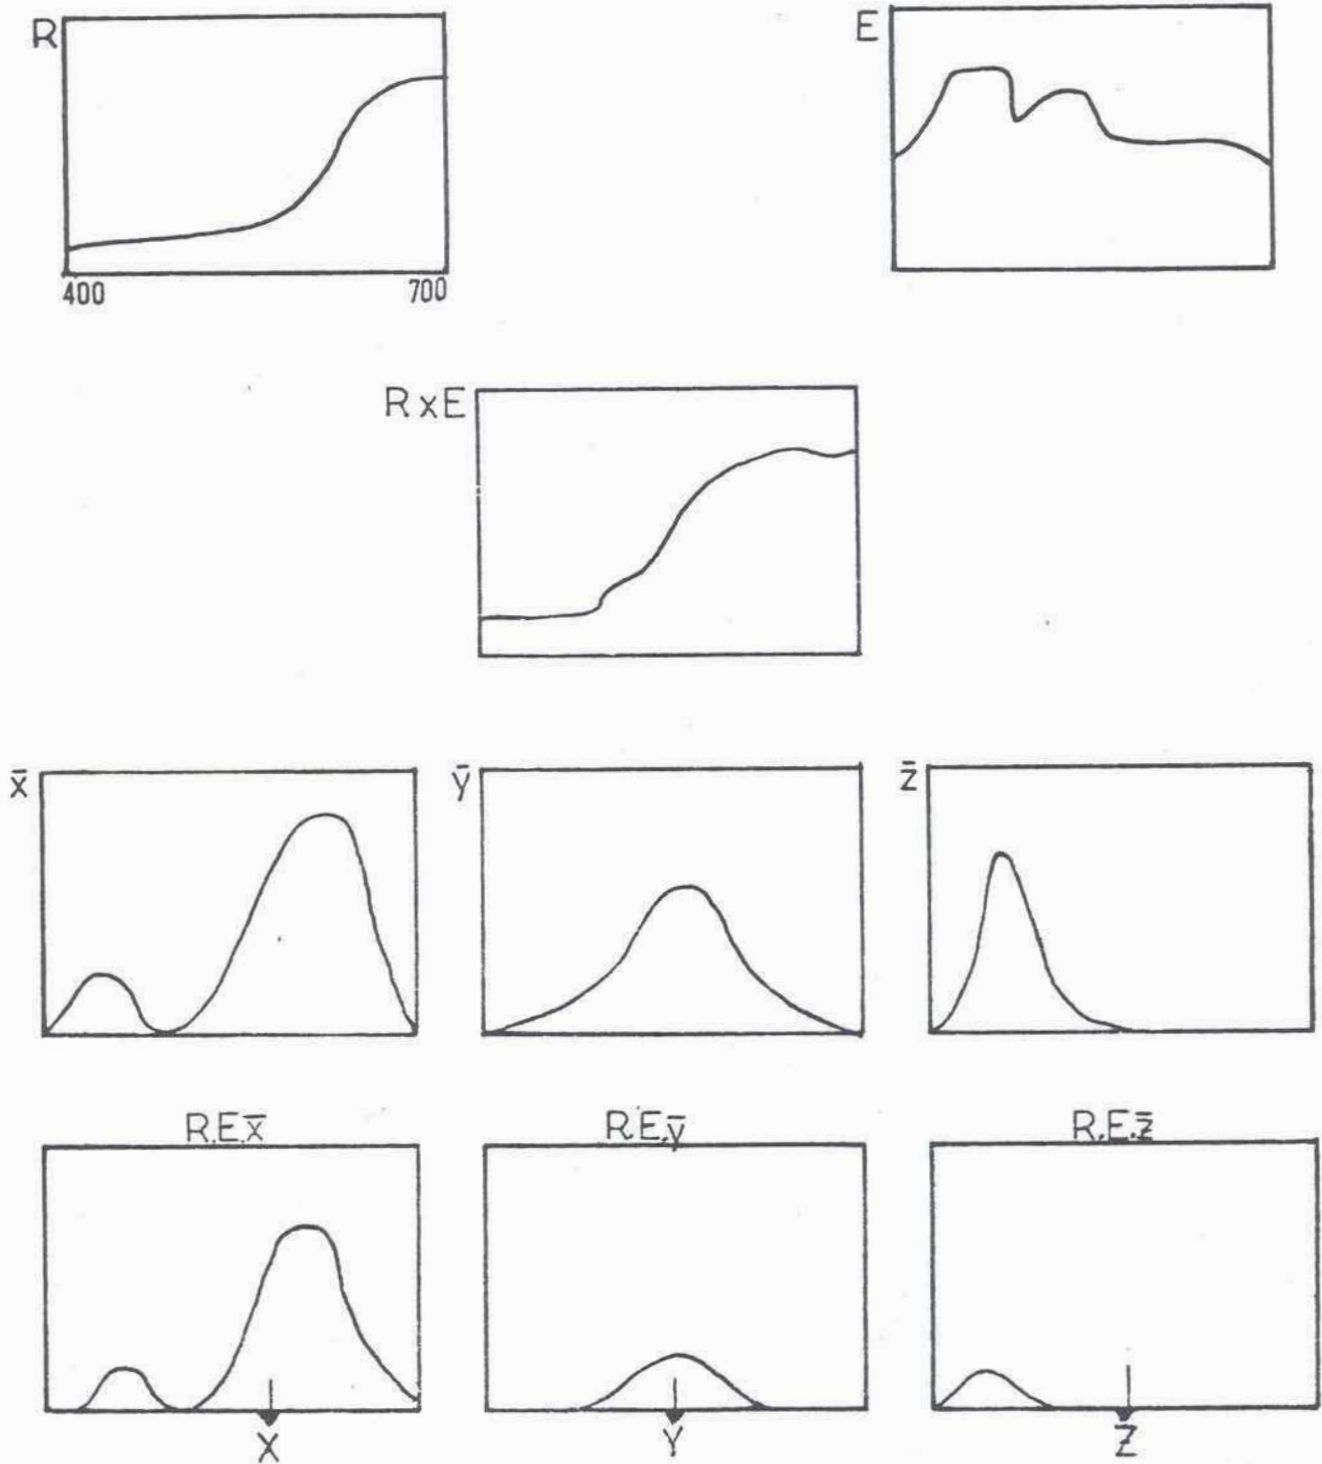 R
E
400 700
R x E
x̄ ȳ z̄
R.E.x̄ R.E.ȳ R.E.z̄
X Y Z